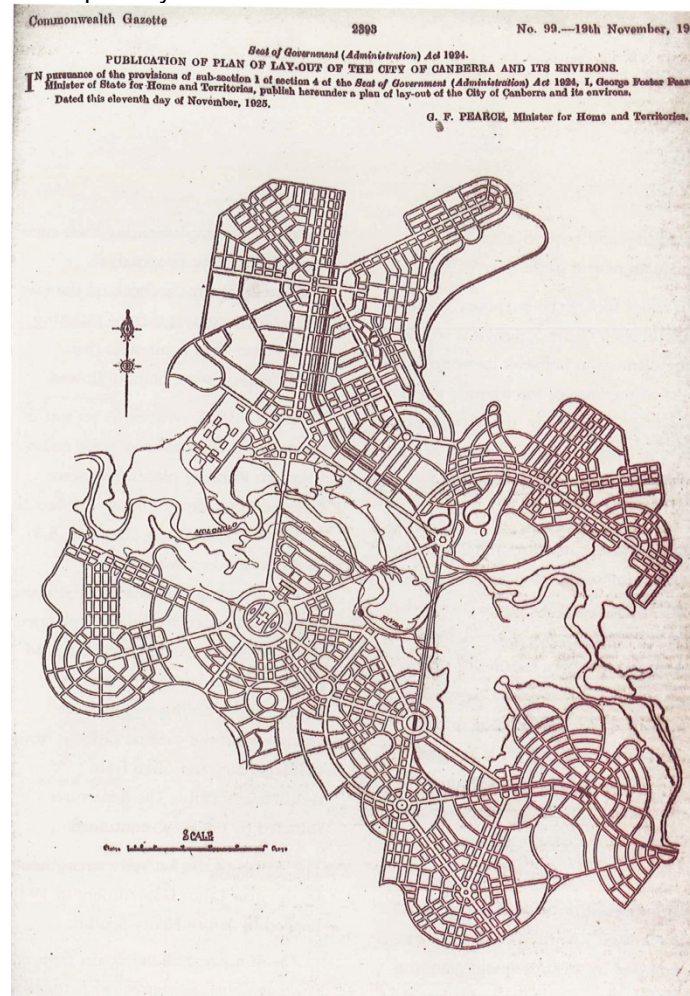 Commonwealth Gazette
2393
No. 99.—19th November, 19
Seat of Government (Administration) Act 1924.
PUBLICATION OF PLAN OF LAY-OUT OF THE CITY OF CANBERRA AND ITS ENVIRONS.
IN pursuance of the provisions of sub-section 1 of section 4 of the Seat of Government (Administration) Act 1924, I, George Foster Pear
Minister of State for Home and Territories, publish hereunder a plan of lay-out of the City of Canberra and its environs.
Dated this eleventh day of November, 1925.
G. F. PEARCE, Minister for Home and Territories.
MOLONGLO
RIVER
SCALE